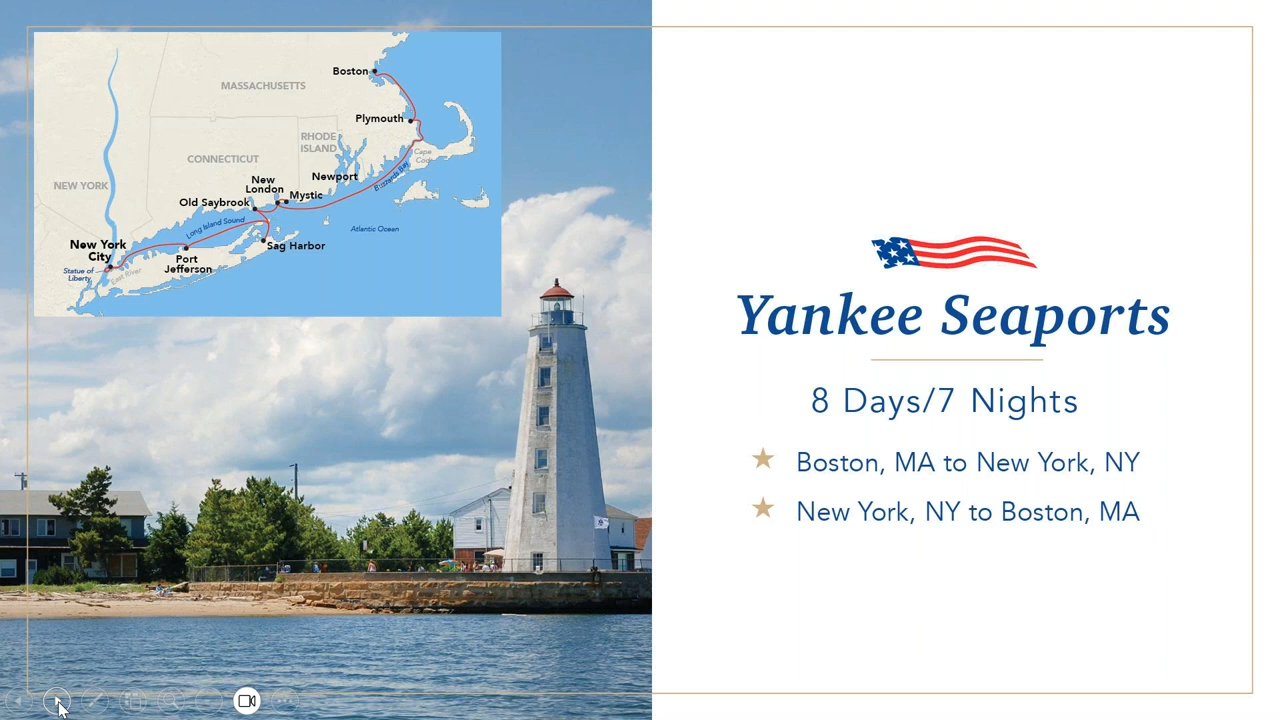 Boston
MASSACHUSETTS
Plymouth
RHODE
ISLAND
Cape
Cod
CONNECTICUT
New
London
Newport
Buzzards Bay
Mystic
NEW YORK
Old Saybrook
Long Island Sound
Atlantic Ocean
New York
City
Sag Harbor
Port
Jefferson
Statue of
Liberty
East River
Yankee Seaports
8 Days/7 Nights
Boston, MA to New York, NY
New York, NY to Boston, MA